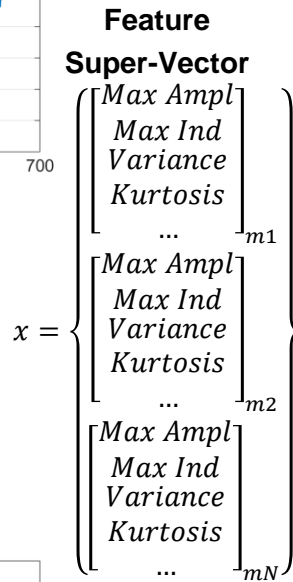 Feature
Super-Vector
700
x =
Max Ampl
Max Ind
Variance
Kurtosis
...
m1
Max Ampl
Max Ind
Variance
Kurtosis
...
m2
Max Ampl
Max Ind
Variance
Kurtosis
...
mN